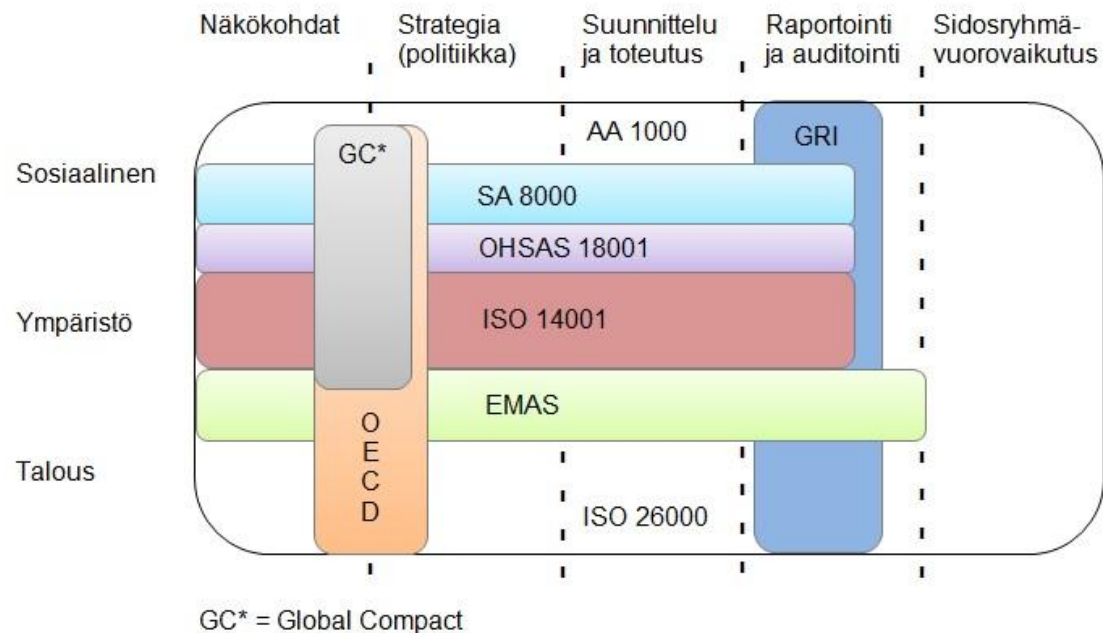 Näkökohdat
Strategia
(politiikka)
Suunnittelu
ja toteutus
Raportointi
ja auditointi
Sidosryhmä-
vuorovaikutus
Sosiaalinen
Ympäristö
Talous
GC*
AA 1000
GRI
SA 8000
OHSAS 18001
ISO 14001
EMAS
O
E
C
D
ISO 26000
GC* = Global Compact